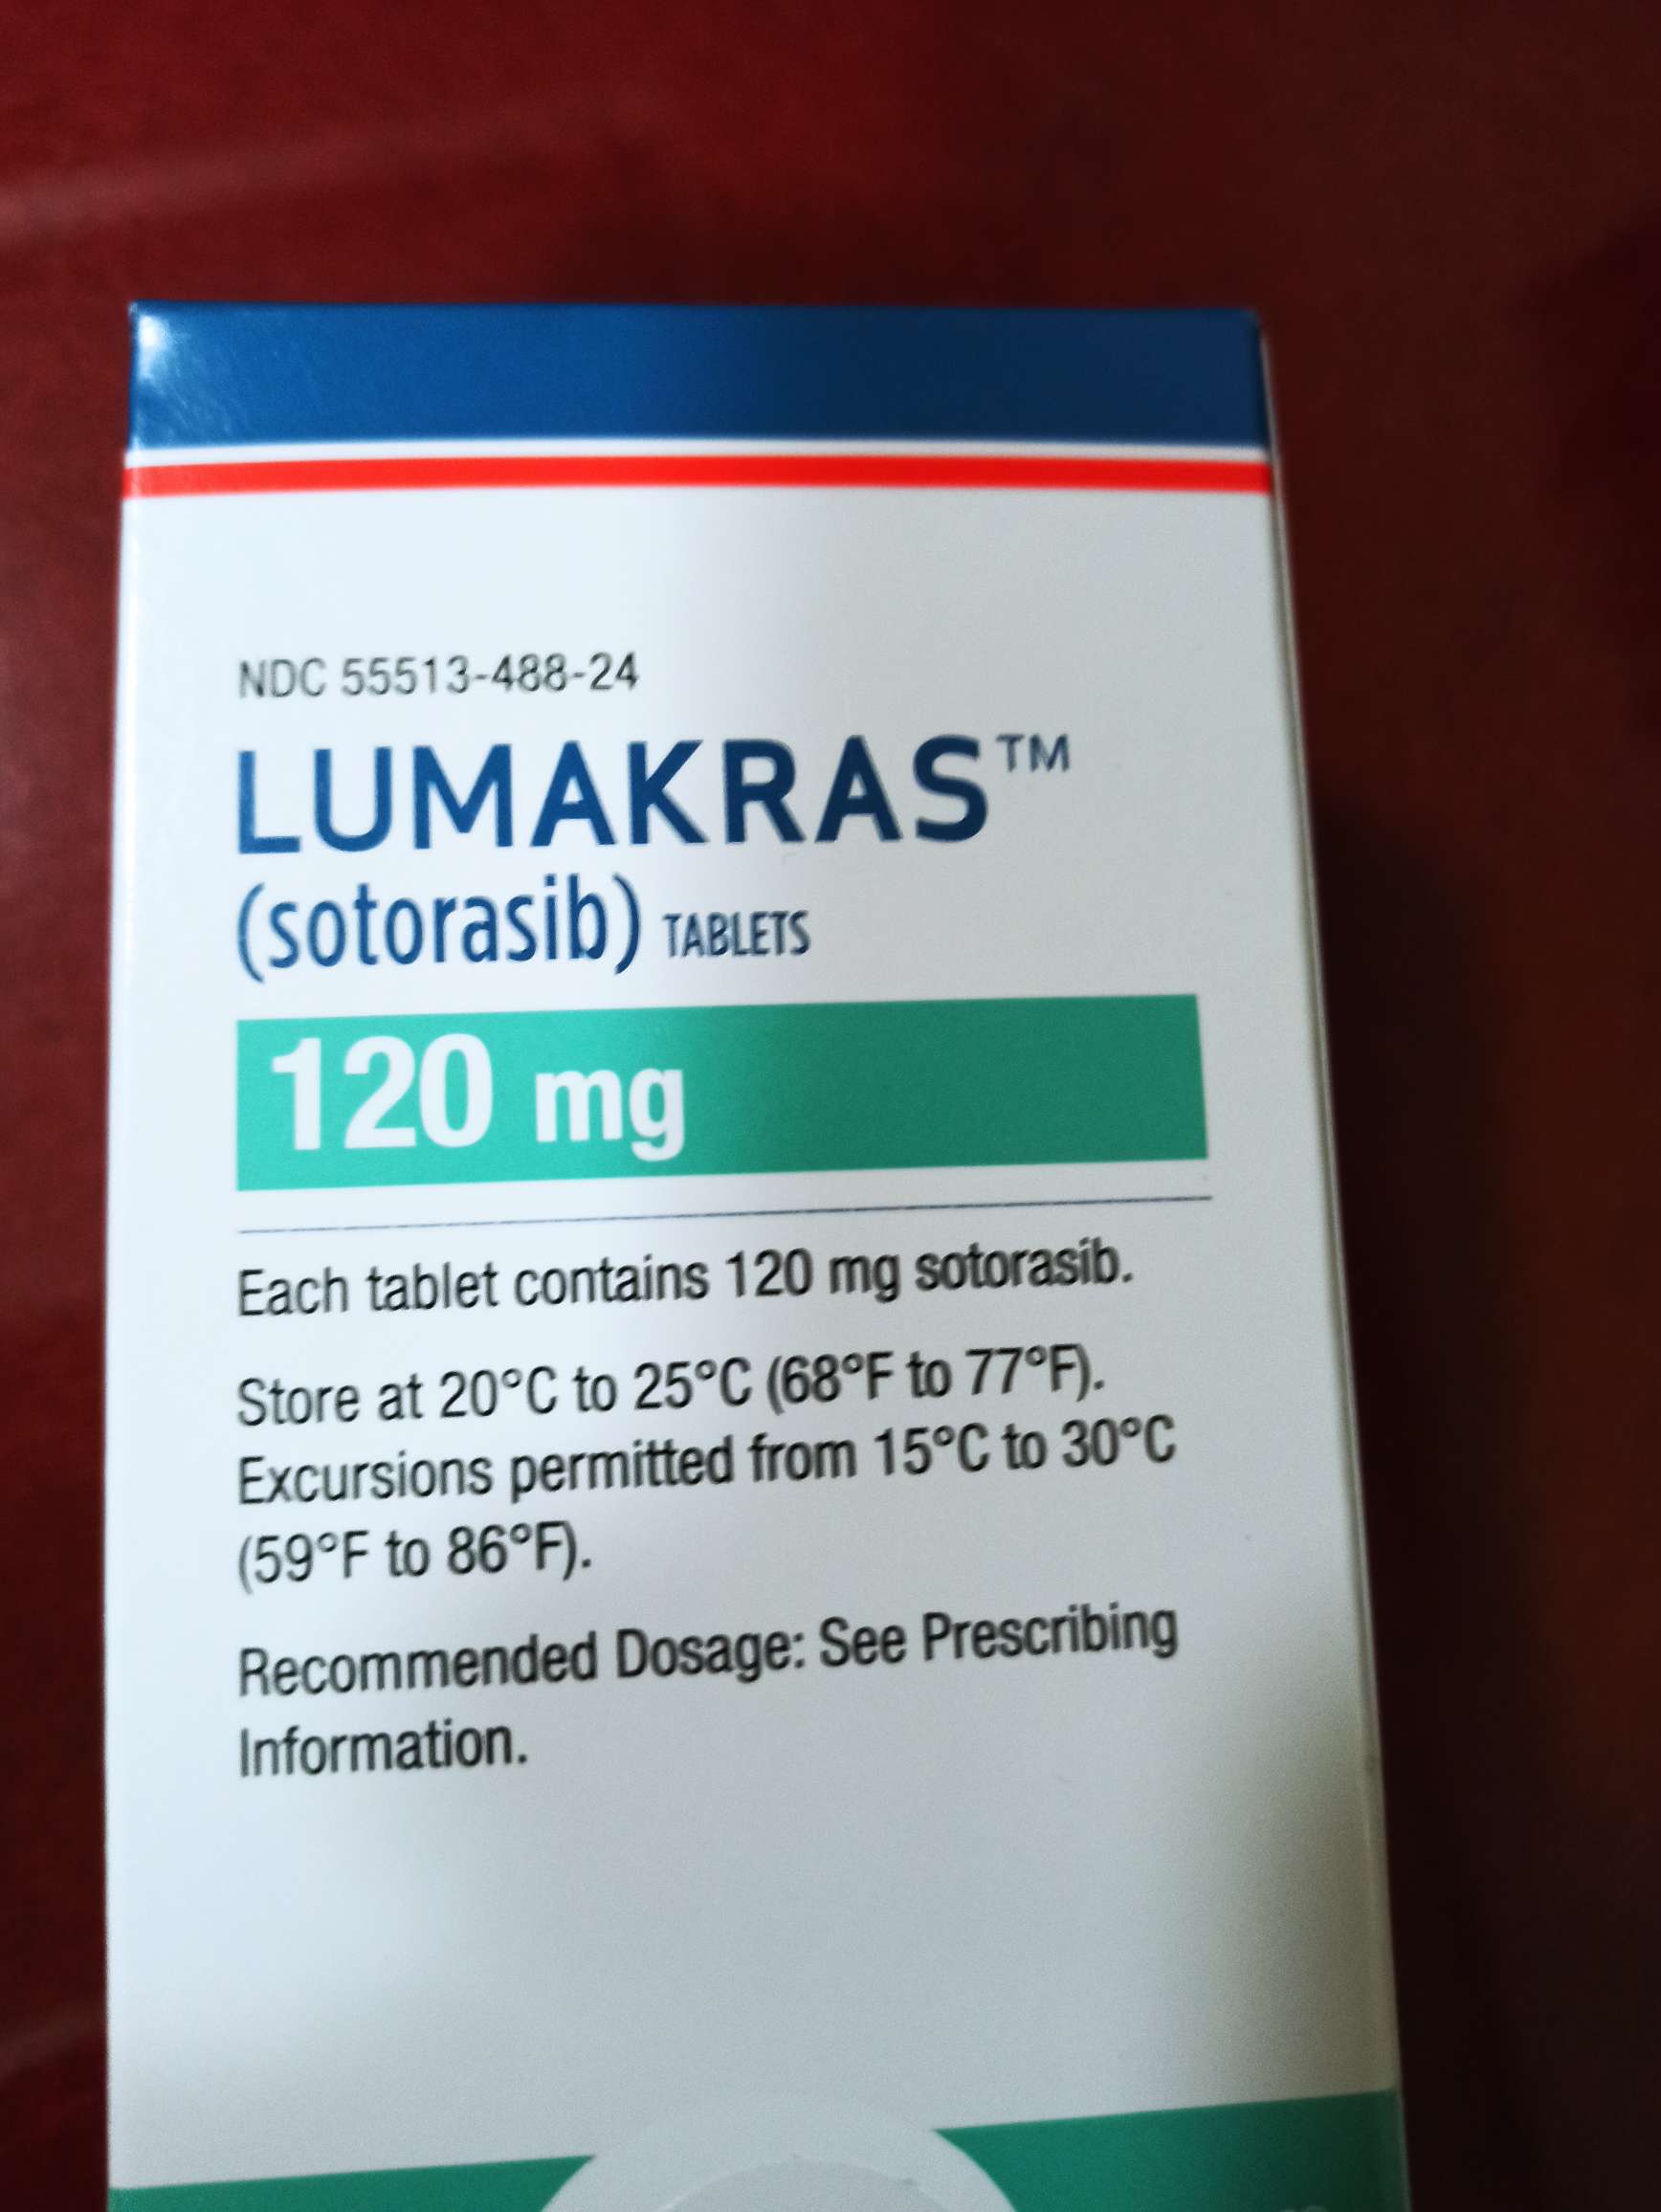 NDC 55513-488-24
LUMAKRAS™
(sotorasib) TABLETS
120 mg
Each tablet contains 120 mg sotorasib.
Store at 20°C to 25°C (68°F to 77°F).
Excursions permitted from 15°C to 30°C
(59°F to 86°F).
Recommended Dosage: See Prescribing
Information.